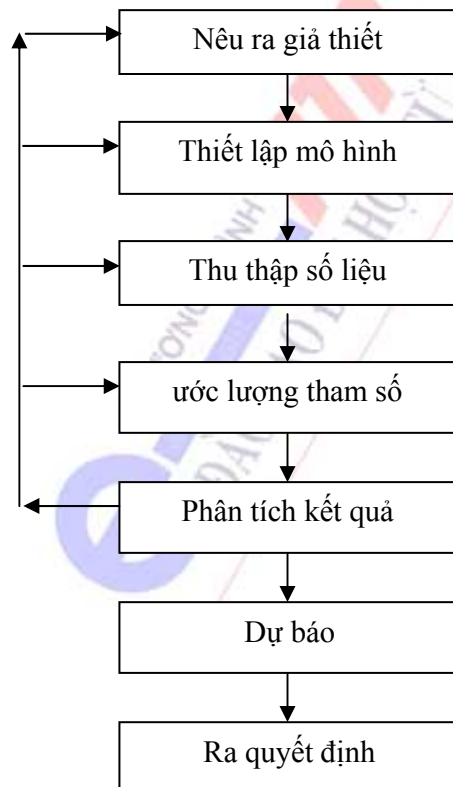 Nêu ra giả thiết
Thiết lập mô hình
Thu thập số liệu
ước lượng tham số
Phân tích kết quả
Dự báo
Ra quyết định